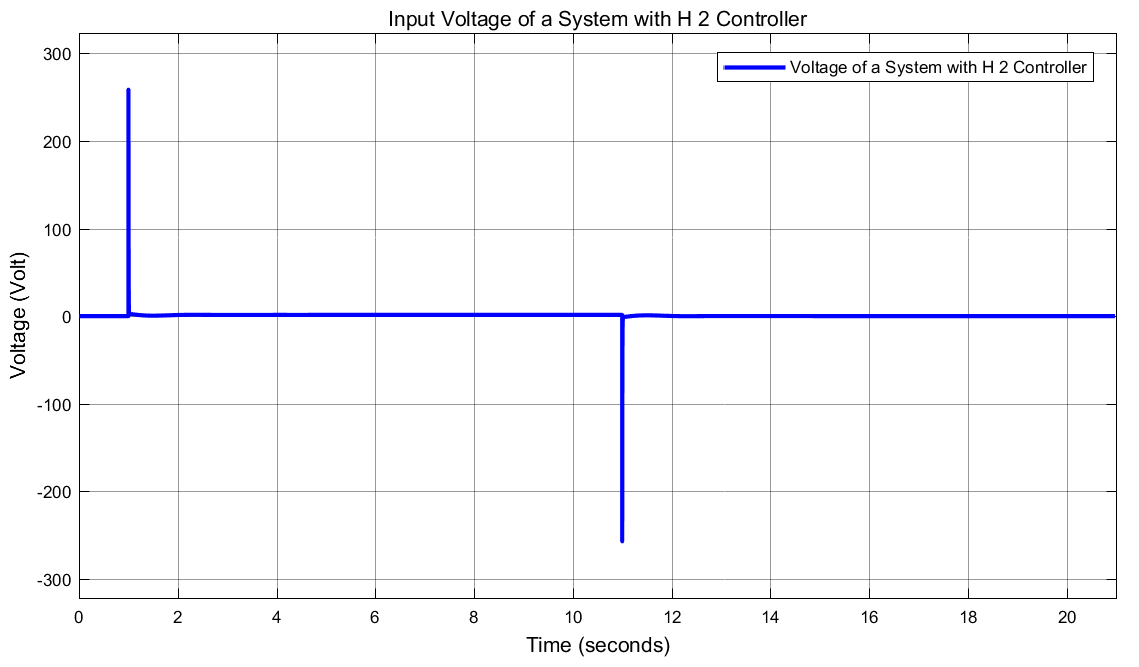 Input Voltage of a System with H 2 Controller
Voltage of a System with H 2 Controller
300
200
100
0
-100
-200
-300
Voltage (Volt)
0 2 4 6 8 10 12 14 16 18 20
Time (seconds)